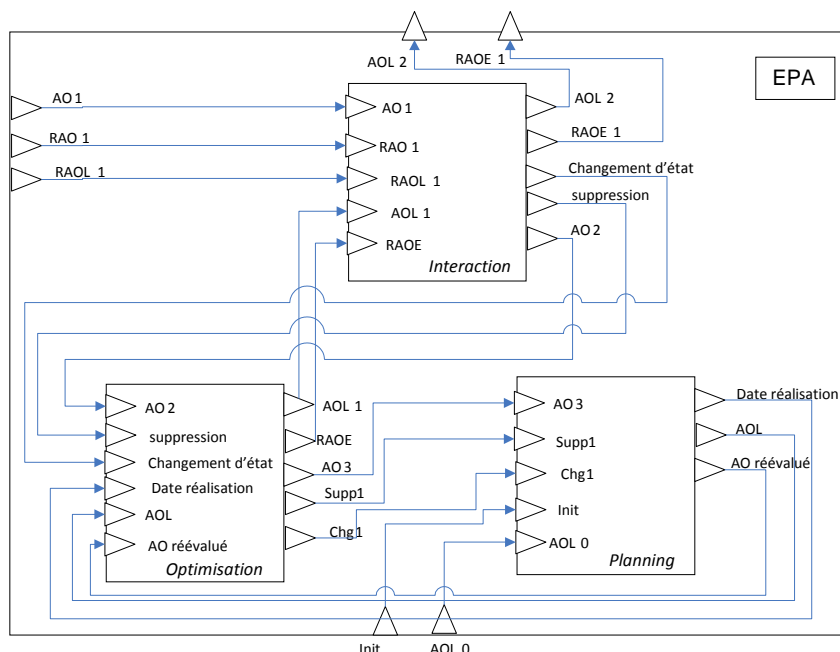 AOL 2
RAOE 1
EPA
AO 1
RAO 1
RAOL 1
AO 1
RAO 1
RAOL 1
AOL 1
RAOE
Interaction
AOL 2
RAOE 1
Changement d'état
suppression
AO 2
AO 2
suppression
Changement d'état
Date réalisation
AOL
AO réévalué
Optimisation
AOL 1
RAOE
AO 3
Supp1
Chg1
AO 3
Supp1
Chg1
Init
AOL 0
Planning
Date réalisation
AOL
AO réévalué
Init
AOL 0